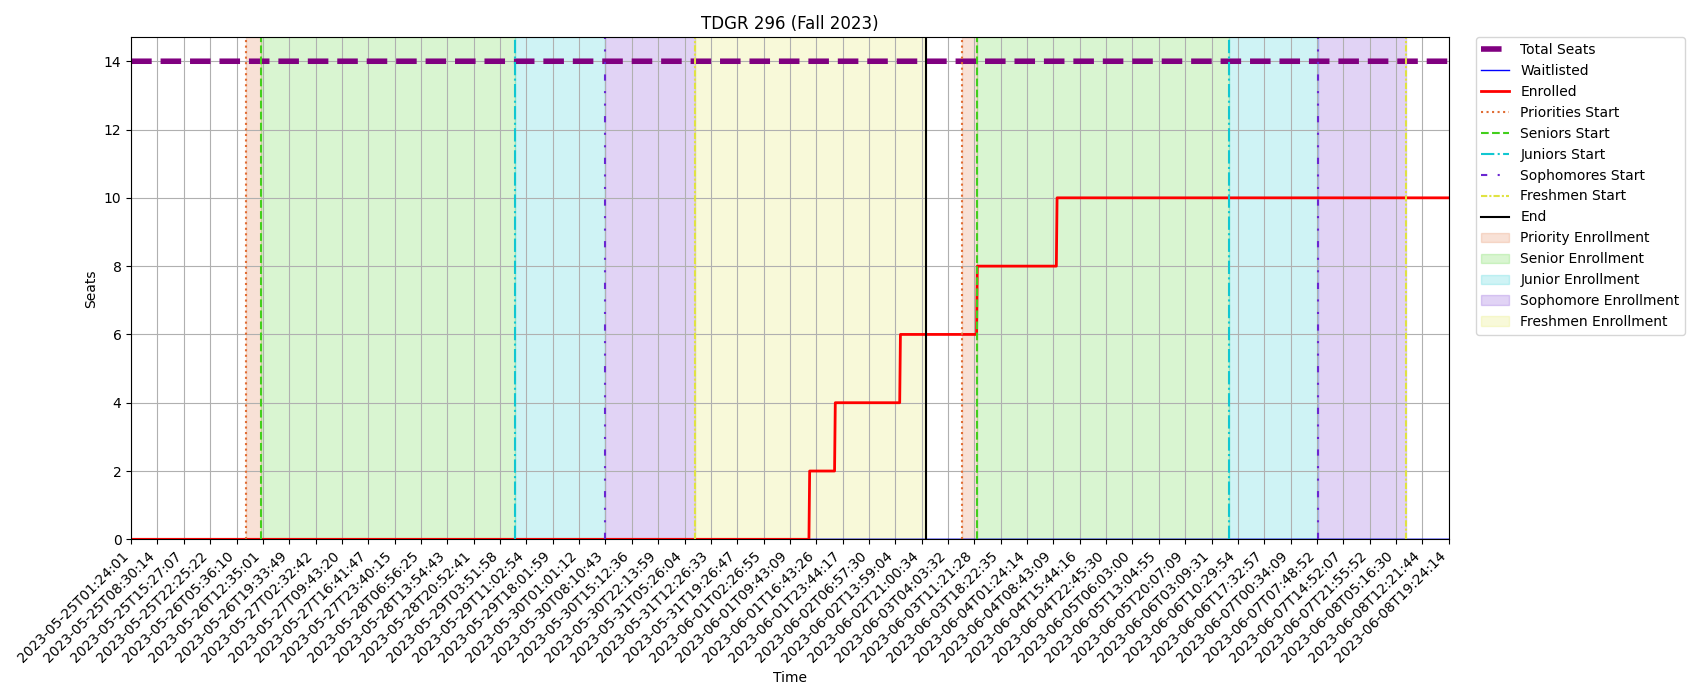 TDGR 296 (Fall 2023)
Seats
14
12
10
8
6
4
2
0
2023-05-25T01:24:01
2023-05-25T08:30:14
2023-05-25T15:27:07
2023-05-25T22:25:22
2023-05-26T05:36:10
2023-05-26T12:35:01
2023-05-26T19:33:49
2023-05-27T02:32:42
2023-05-27T09:43:20
2023-05-27T16:41:47
2023-05-27T23:40:15
2023-05-28T06:56:25
2023-05-28T13:54:43
2023-05-28T20:52:41
2023-05-29T03:51:58
2023-05-29T11:02:54
2023-05-29T18:01:59
2023-05-30T01:01:12
2023-05-30T08:10:43
2023-05-30T15:12:36
2023-05-30T22:13:59
2023-05-31T05:26:04
2023-05-31T12:26:33
2023-05-31T19:26:47
2023-06-01T02:26:55
2023-06-01T09:43:09
2023-06-01T16:43:26
2023-06-01T23:44:17
2023-06-02T06:57:30
2023-06-02T13:59:04
2023-06-02T21:00:34
2023-06-03T04:03:32
2023-06-03T11:21:28
2023-06-03T18:22:35
2023-06-04T01:24:14
2023-06-04T08:43:09
2023-06-04T15:44:16
2023-06-04T22:45:30
2023-06-05T06:03:00
2023-06-05T13:04:55
2023-06-05T20:07:09
2023-06-06T03:09:31
2023-06-06T10:29:54
2023-06-06T17:32:57
2023-06-07T00:34:09
2023-06-07T07:48:52
2023-06-07T14:52:07
2023-06-07T21:55:52
2023-06-08T05:16:30
2023-06-08T12:21:44
2023-06-08T19:24:14
Time
Total Seats
Waitlisted
Enrolled
Priorities Start
Seniors Start
Juniors Start
Sophomores Start
Freshmen Start
End
Priority Enrollment
Senior Enrollment
Junior Enrollment
Sophomore Enrollment
Freshmen Enrollment